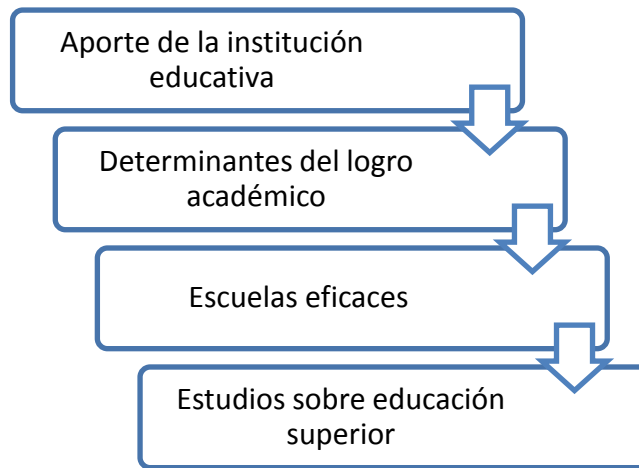 Aporte de la institución
educativa
Determinantes del logro
académico
Escuelas eficaces
Estudios sobre educación
superior